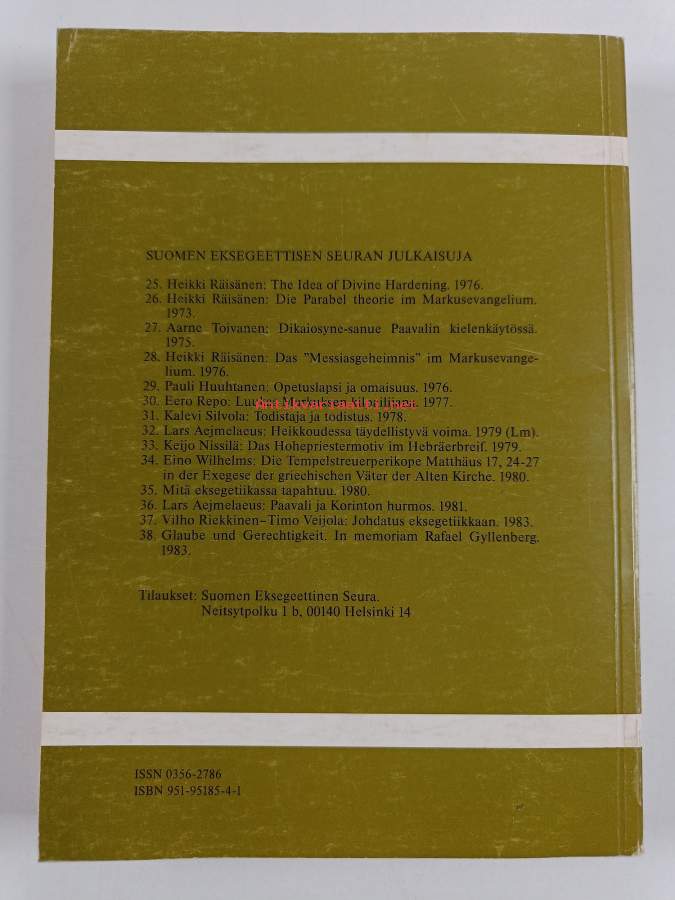 SUOMEN EKSEGEETTISEN SEURAN JULKAISUJA
25. Heikki Räisänen: The Idea of Divine Hardening. 1976.
26. Heikki Räisänen: Die Parabel theorie im Markusevangelium.
1973.
27. Aarne Toivanen: Dikaiosyne-sanue Paavalin kielenkäytössä.
1975.
28. Heikki Räisänen: Das "Messiasgeheimnis" im Markusevange-
lium. 1976.
29. Pauli Huuhtanen: Opetuslapsi ja omaisuus. 1976.
30. Eero Repo: Luukas Markuksen 1977.
31. Kalevi Silvola: Todistaja ja todistus. 1978.
32. Lars Aejmelaeus: Heikkoudessa täydellistyvä voima. 1979 (Lm).
33. Keijo Nissilä: Das Hohepriestermotiv im Hebräerbreif. 1979.
34. Eino Wilhelms: Die Tempelstreuerperikope Matthäus 17, 24-27
in der Exegese der griechischen Väter der Alten Kirche. 1980.
35. Mitä eksegetiikassa tapahtuu. 1980.
36. Lars Aejmelaeus: Paavali ja Korinton hurmos. 1981.
37. Vilho Riekkinen–Timo Veijola: Johdatus eksegetiikkaan. 1983.
38. Glaube und Gerechtigkeit. In memoriam Rafael Gyllenberg.
1983.
Tilaukset: Suomen Eksegeettinen Seura.
Neitsytpolku 1 b, 00140 Helsinki 14
ISSN 0356-2786
ISBN 951-95185-4-1